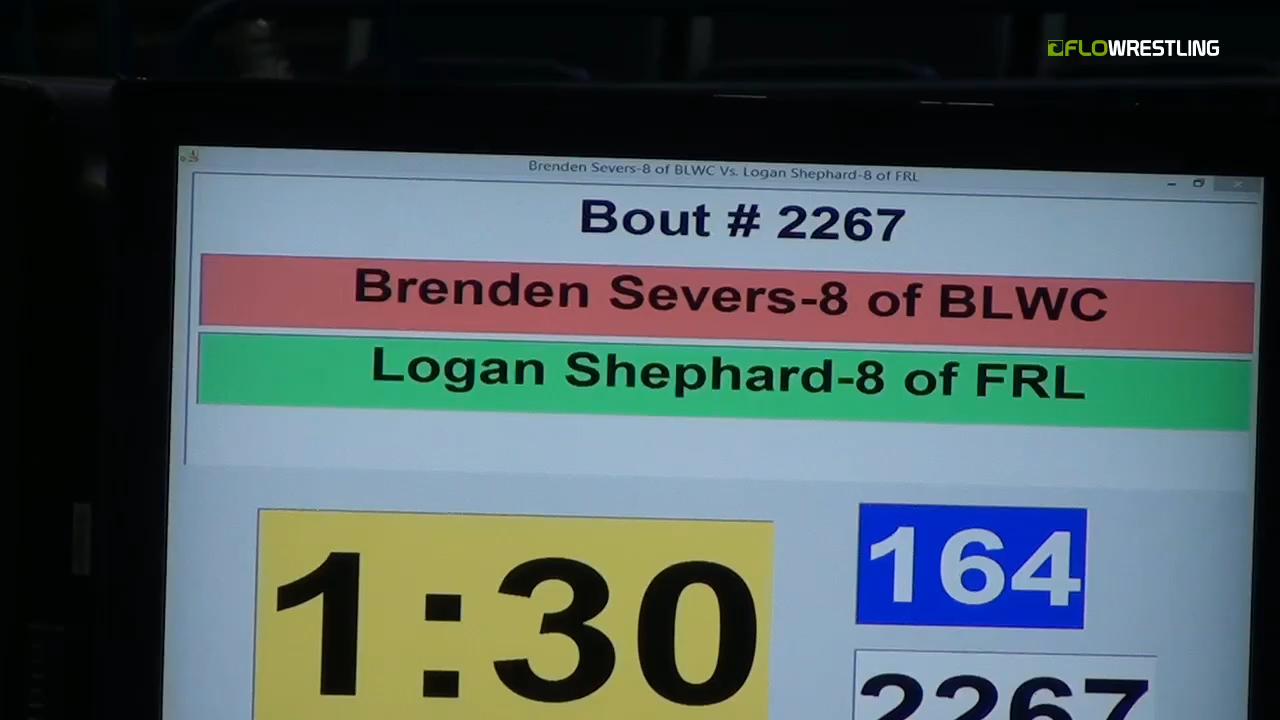 FLOWRESTLING
Brenden Severs-8 of BLWC Vs. Logan Shephard-8 of FRL
Bout # 2267
Brenden Severs-8 of BLWC
Logan Shephard-8 of FRL
1:30
164
2267